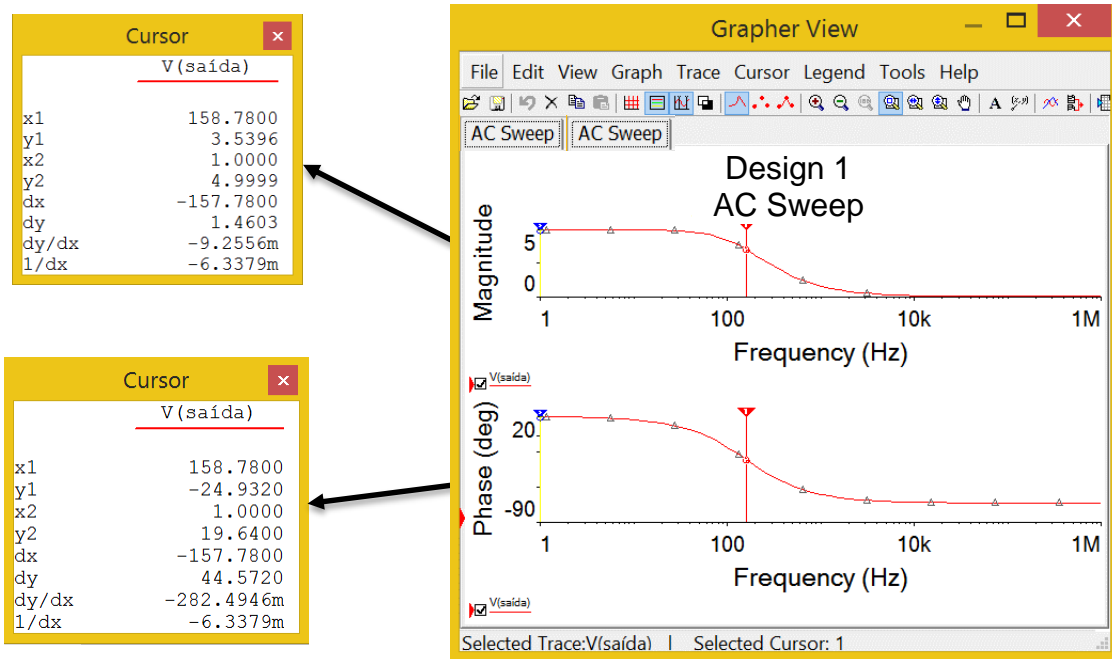 Cursor
V(saída)
x1 158.7800
y1 3.5396
x2 1.0000
y2 4.9999
dx -157.7800
dy 1.4603
dy/dx -9.2556m
1/dx -6.3379m
Cursor
V(saída)
x1 158.7800
y1 -24.9320
x2 1.0000
y2 19.6400
dx -157.7800
dy 44.5720
dy/dx -282.4946m
1/dx -6.3379m
Grapher View
File Edit View Graph Trace Cursor Legend Tools Help
AC Sweep AC Sweep
Design 1
AC Sweep
Magnitude
5
0
1 100 10k 1M
Frequency (Hz)
V(saída)
Phase (deg)
20
-90
1 100 10k 1M
Frequency (Hz)
V(saída)
Selected Trace:V(saída) | Selected Cursor: 1